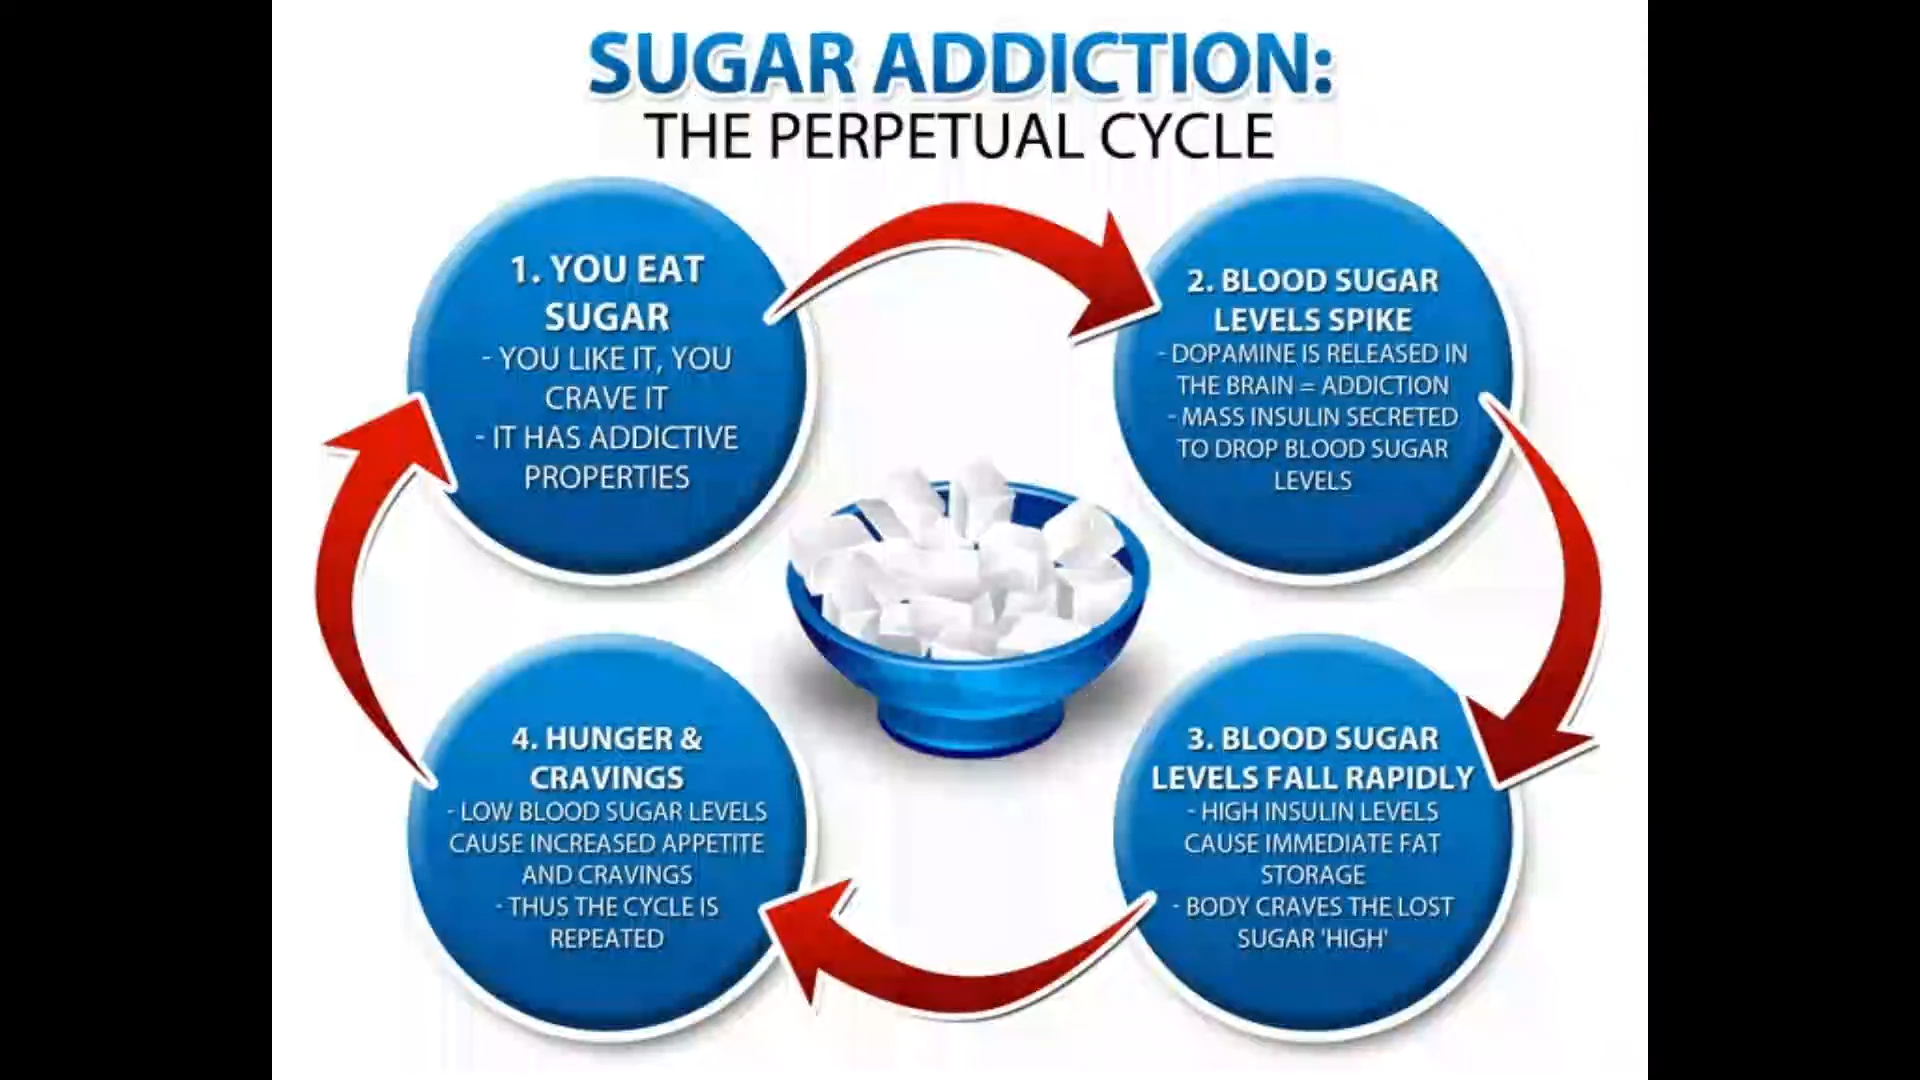 SUGAR ADDICTION:
THE PERPETUAL CYCLE
1. YOU EAT
SUGAR
- YOU LIKE IT, YOU
CRAVE IT
- IT HAS ADDICTIVE
PROPERTIES
2. BLOOD SUGAR
LEVELS SPIKE
- DOPAMINE IS RELEASED IN
THE BRAIN = ADDICTION
- MASS INSULIN SECRETED
TO DROP BLOOD SUGAR
LEVELS
3. BLOOD SUGAR
LEVELS FALL RAPIDLY
- HIGH INSULIN LEVELS
CAUSE IMMEDIATE FAT
STORAGE
- BODY CRAVES THE LOST
SUGAR 'HIGH'
4. HUNGER &
CRAVINGS
- LOW BLOOD SUGAR LEVELS
CAUSE INCREASED APPETITE
AND CRAVINGS
- THUS THE CYCLE IS
REPEATED